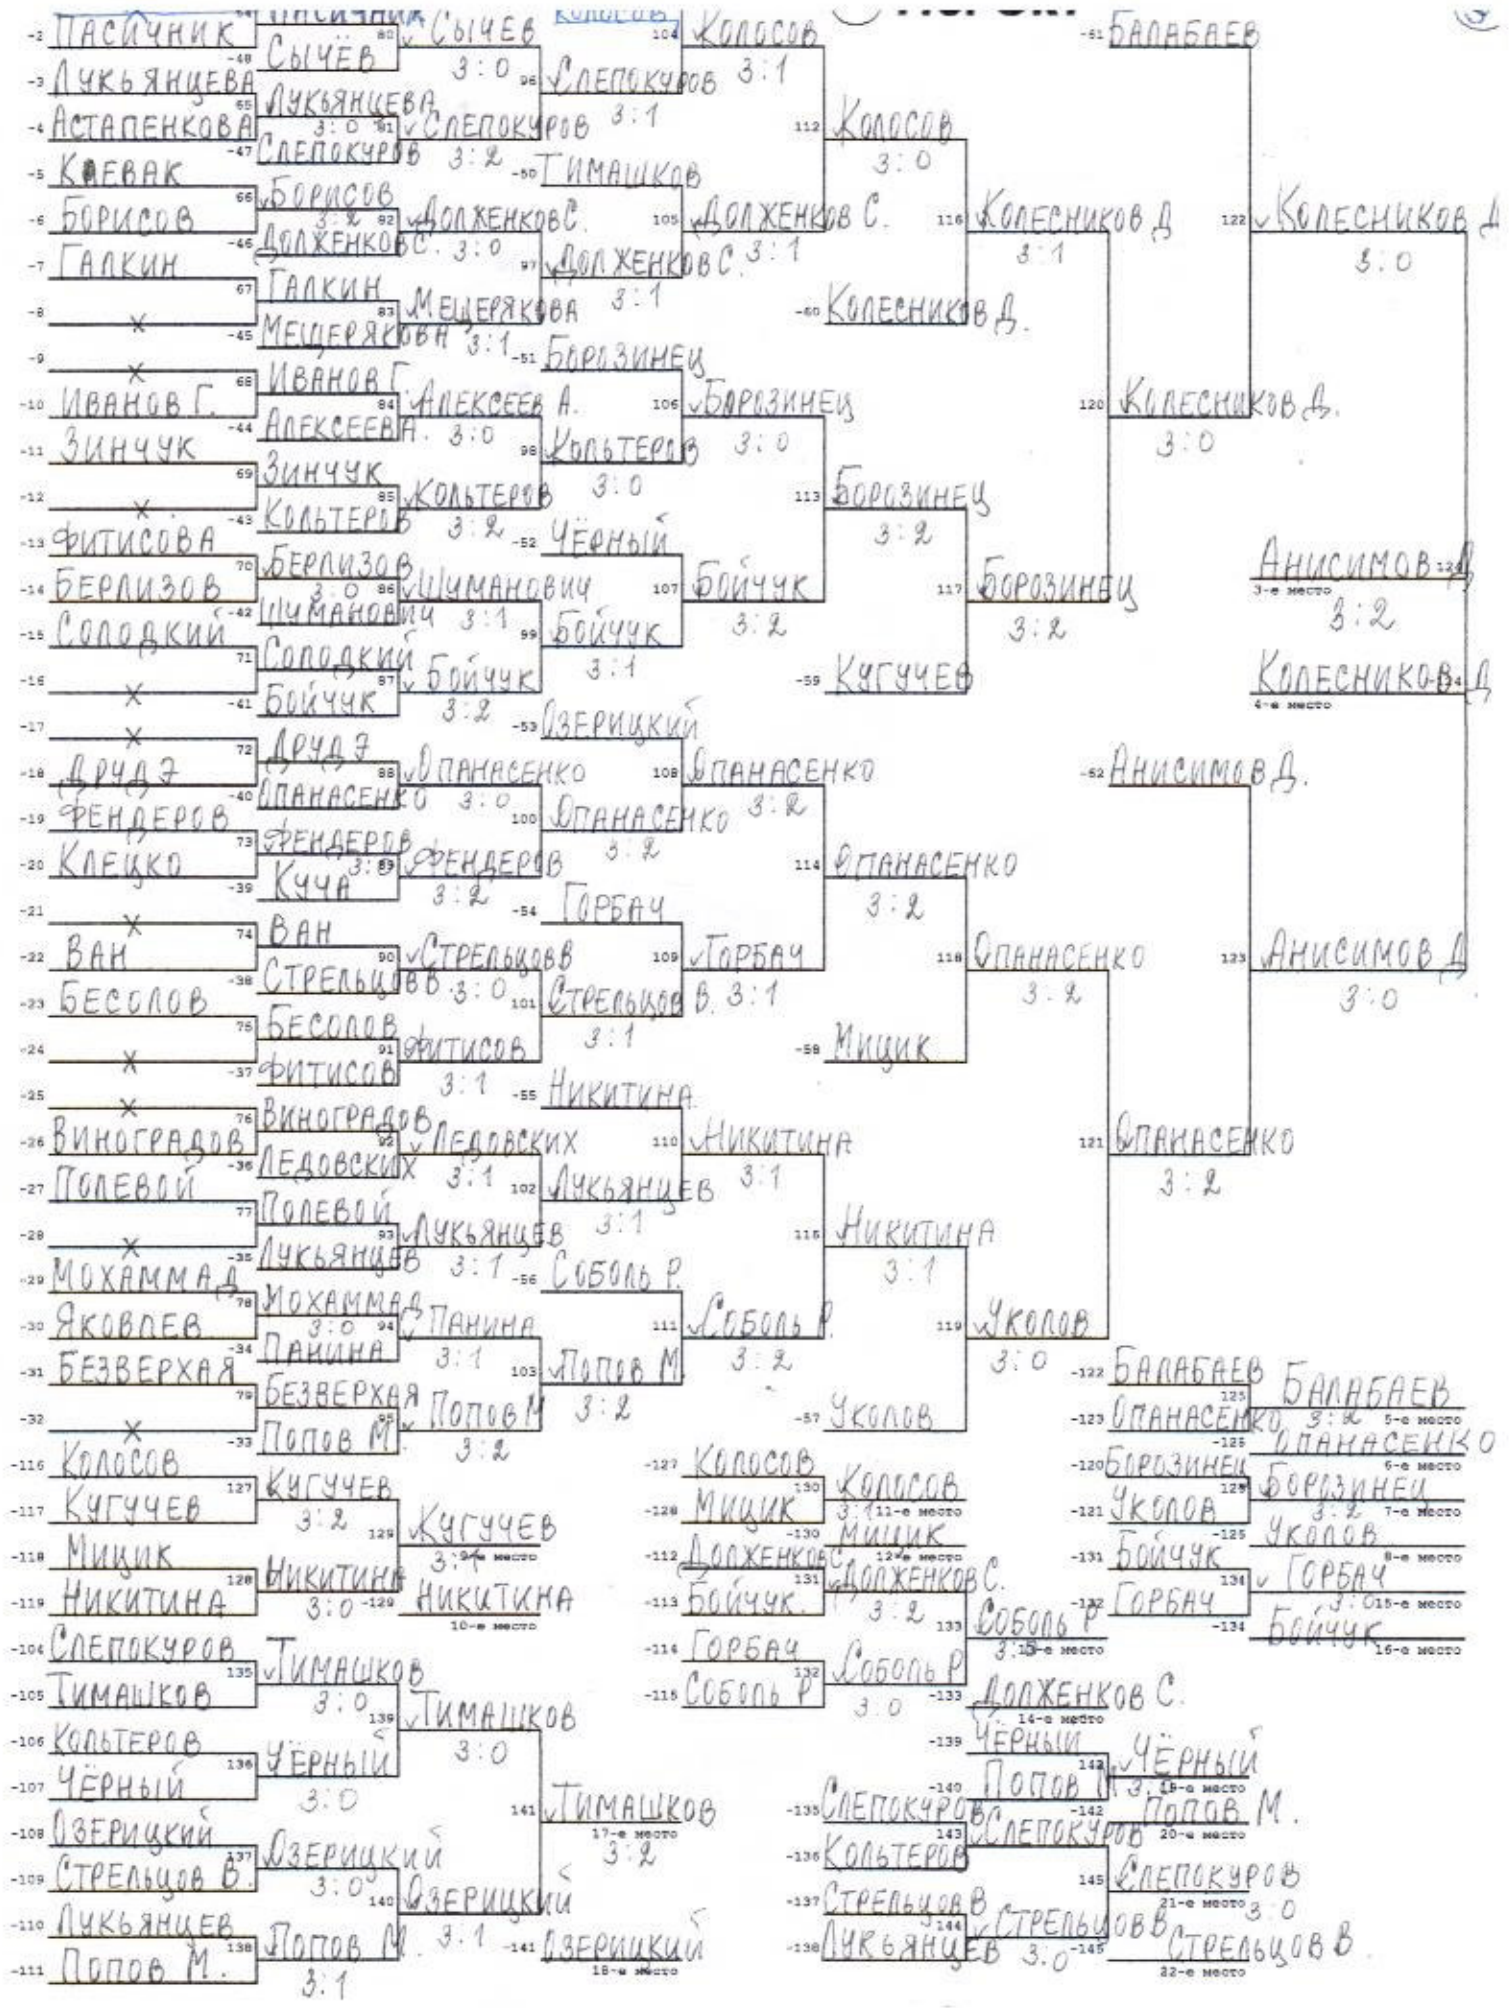 -2 ПАСИЧНИК
-3 ЛУКЬЯНЦЕВА
-4 АСТАПЕНКОВА
-5 КЛЕВАК
-6 БОРИСОВ
-7 ГАЛКИН
-8 X
-9 X
-10 ИВАНОВ Г.
-11 ЗИНЧУК
-12 X
-13 ФИТИСОВА
-14 БЕРЛИЗОВ
-15 СОЛОДКИЙ
-16 X
-17 X
-18 ДРУДЭ
-19 ФЕНДЕРОВ
-20 КЛЕЦКО
-21 X
-22 ВАН
-23 БЕСОЛОВ
-24 X
-25 X
-26 ВИНОГРАДОВ
-27 ПОЛЕВОЙ
-28 X
-29 МОХАММАД
-30 ЯКОВЛЕВ
-31 БЕЗВЕРХАЯ
-32 X
ПАСИЧНИК
-48 СЫЧЁВ
65 ЛУКЬЯНЦЕВА
3:0
-47 СЛЕПОКУРОВ
66 БОРИСОВ
3:2
-46 ДОЛЖЕНКОВ С.
67 ГАЛКИН
-45 МЕЩЕРЯКОВА
68 ИВАНОВ Г.
-44 АЛЕКСЕЕВ А.
69 ЗИНЧУК
-43 КОЛЬТЕРОВ
70 БЕРЛИЗОВ
3:0
-42 ШУМАНОВИЧ
71 СОЛОДКИЙ
-41 БОЙЧУК
72 ДРУДЭ
-40 ОПАНАСЕНКО
73 ФЕНДЕРОВ
-39 КУЧА
74 ВАН
-38 СТРЕЛЬЦОВ В.
75 БЕСОЛОВ
-37 ФИТИСОВ
76 ВИНОГРАДОВ
-36 ЛЕДОВСКИХ
77 ПОЛЕВОЙ
-35 ЛУКЬЯНЦЕВ
78 МОХАММАД
3:0
-34 ПАНИНА
79 БЕЗВЕРХАЯ
-33 ПОПОВ М.
80 СЫЧЕВ
3:0
81 СЛЕПОКУРОВ
3:2
82 ДОЛЖЕНКОВ С.
3:0
83 МЕЩЕРЯКОВА
3:1
84 АЛЕКСЕЕВ А.
3:0
85 КОЛЬТЕРОВ
3:2
86 ШУМАНОВИЧ
3:1
87 БОЙЧУК
3:2
88 ОПАНАСЕНКО
3:0
89 ФЕНДЕРОВ
3:2
90 СТРЕЛЬЦОВ В
3:0
91 ФИТИСОВ
3:1
92 ЛЕДОВСКИХ
3:1
93 ЛУКЬЯНЦЕВ
3:1
94 ПАНИНА
3:1
95 ПОПОВ М
3:2
КОЛОСОВ
96 СЛЕПОКУРОВ
3:1
-50 ТИМАШКОВ
97 ДОЛЖЕНКОВ С.
3:1
-51 БОРОЗИНЕЦ
98 КОЛЬТЕРОВ
3:0
-52 ЧЁРНЫЙ
99 БОЙЧУК
3:1
-53 ОЗЕРИЦКИЙ
100 ОПАНАСЕНКО
3:2
-54 ГОРБАЧ
101 СТРЕЛЬЦОВ В.
3:1
-55 НИКИТИНА
102 ЛУКЬЯНЦЕВ
3:1
-56 СОБОЛЬ Р.
103 ПОПОВ М.
3:2
104 КОЛОСОВ
3:1
105 ДОЛЖЕНКОВ С.
3:1
106 БОРОЗИНЕЦ
3:0
107 БОЙЧУК
3:2
108 ОПАНАСЕНКО
3:2
109 ГОРБАЧ
3:1
110 НИКИТИНА
3:1
111 СОБОЛЬ Р.
3:2
112 КОЛОСОВ
3:0
-60 КОЛЕСНИКОВ Д.
113 БОРОЗИНЕЦ
3:2
-59 КУГУЧЕВ
114 ОПАНАСЕНКО
3:2
-58 МИЦИК
115 НИКИТИНА
3:1
-57 УКОЛОВ
116 КОЛЕСНИКОВ Д
3:1
117 БОРОЗИНЕЦ
3:2
118 ОПАНАСЕНКО
3:2
119 УКОЛОВ
3:0
-61 БАЛАБАЕВ
120 КОЛЕСНИКОВ Д.
3:0
-62 АНИСИМОВ Д.
121 ОПАНАСЕНКО
3:2
122 КОЛЕСНИКОВ Д
3:0
АНИСИМОВ Д 124
3-е место
3:2
КОЛЕСНИКОВ Д -124
4-е место
123 АНИСИМОВ Д
3:0
-122 БАЛАБАЕВ
-123 ОПАНАСЕНКО
125 БАЛАБАЕВ
3:2 5-е место
-125 ОПАНАСЕНКО
6-е место
-120 БОРОЗИНЕЦ
-121 УКОЛОВ
БОРОЗИНЕЦ
3:2 7-е место
УКОЛОВ
8-е место
-131 БОЙЧУК
-132 ГОРБАЧ
134 ГОРБАЧ
3:0 15-е место
-134 БОЙЧУК
16-е место
-116 КОЛОСОВ
-117 КУГУЧЕВ
-118 МИЦИК
-119 НИКИТИНА
127 КУГУЧЕВ
3:2
128 НИКИТИНА
3:0
129 КУГУЧЕВ
9-е место
-129 НИКИТИНА
10-е место
-127 КОЛОСОВ
-128 МИЦИК
130 КОЛОСОВ
3:1 11-е место
-130 МИЦИК
12-е место
-112 ДОЛЖЕНКОВ С
-113 БОЙЧУК.
-114 ГОРБАЧ
-115 СОБОЛЬ Р
131 ДОЛЖЕНКОВ С.
3:2
132 СОБОЛЬ Р
3:0
133 СОБОЛЬ Р
13-е место
-133 ДОЛЖЕНКОВ С.
14-е место
-104 СЛЕПОКУРОВ
-105 ТИМАШКОВ
-106 КОЛЬТЕРОВ
-107 ЧЁРНЫЙ
-108 ОЗЕРИЦКИЙ
-109 СТРЕЛЬЦОВ В.
-110 ЛУКЬЯНЦЕВ
-111 ПОПОВ М.
135 ТИМАШКОВ
3:0
136 ЧЁРНЫЙ
3:0
137 ОЗЕРИЦКИЙ
3:0
138 ПОПОВ М.
3:1
139 ТИМАШКОВ
3:0
140 ОЗЕРИЦКИЙ
3:1
141 ТИМАШКОВ
17-е место
3:2
-141 ОЗЕРИЦКИЙ
18-е место
-139 ЧЁРНЫЙ
-140 ПОПОВ М
142 ЧЁРНЫЙ
19-е место
-142 ПОПОВ М.
20-е место
-135 СЛЕПОКУРОВ
-136 КОЛЬТЕРОВ
-137 СТРЕЛЬЦОВ В
-138 ЛУКЬЯНЦЕВ
143 СЛЕПОКУРОВ
144 СТРЕЛЬЦОВ В
3:0
145 СЛЕПОКУРОВ
21-е место 3:0
-145 СТРЕЛЬЦОВ В.
22-е место